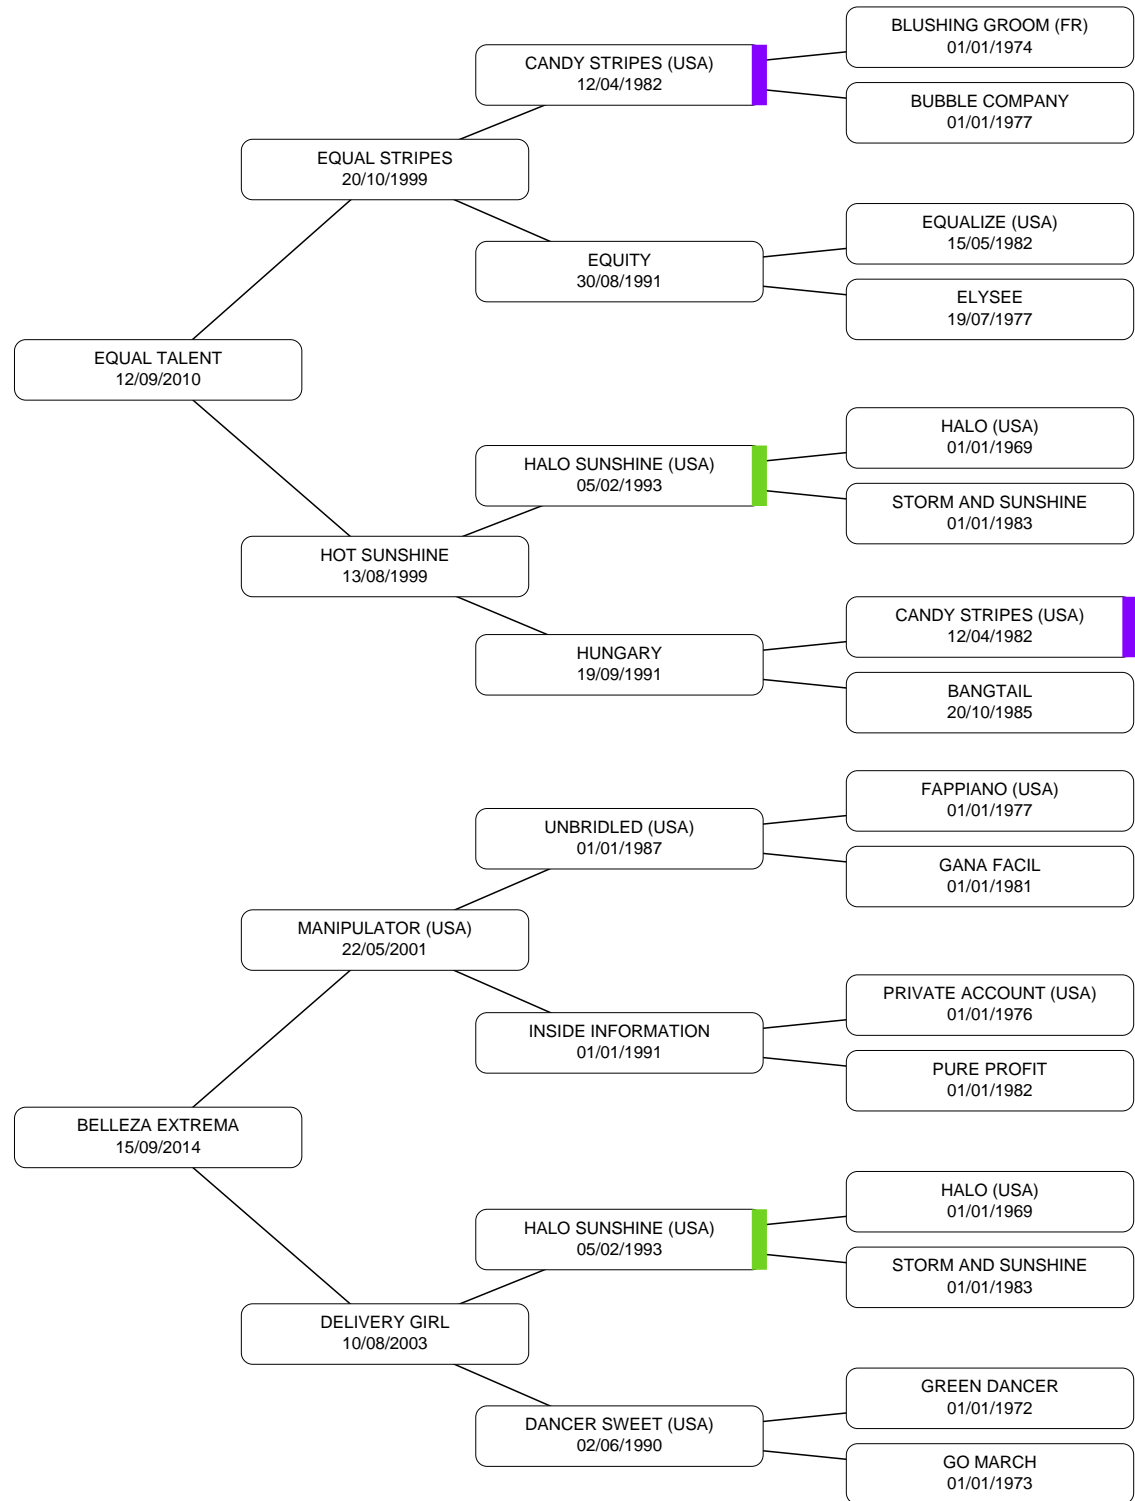 BLUSHING GROOM (FR)
01/01/1974
CANDY STRIPES (USA)
12/04/1982
BUBBLE COMPANY
01/01/1977
EQUAL STRIPES
20/10/1999
EQUALIZE (USA)
15/05/1982
EQUITY
30/08/1991
ELYSEE
19/07/1977
EQUAL TALENT
12/09/2010
HALO (USA)
01/01/1969
HALO SUNSHINE (USA)
05/02/1993
STORM AND SUNSHINE
01/01/1983
HOT SUNSHINE
13/08/1999
CANDY STRIPES (USA)
12/04/1982
HUNGARY
19/09/1991
BANGTAIL
20/10/1985
FAPPIANO (USA)
01/01/1977
UNBRIDLED (USA)
01/01/1987
GANA FACIL
01/01/1981
MANIPULATOR (USA)
22/05/2001
PRIVATE ACCOUNT (USA)
01/01/1976
INSIDE INFORMATION
01/01/1991
PURE PROFIT
01/01/1982
BELLEZA EXTREMA
15/09/2014
HALO (USA)
01/01/1969
HALO SUNSHINE (USA)
05/02/1993
STORM AND SUNSHINE
01/01/1983
DELIVERY GIRL
10/08/2003
GREEN DANCER
01/01/1972
DANCER SWEET (USA)
02/06/1990
GO MARCH
01/01/1973